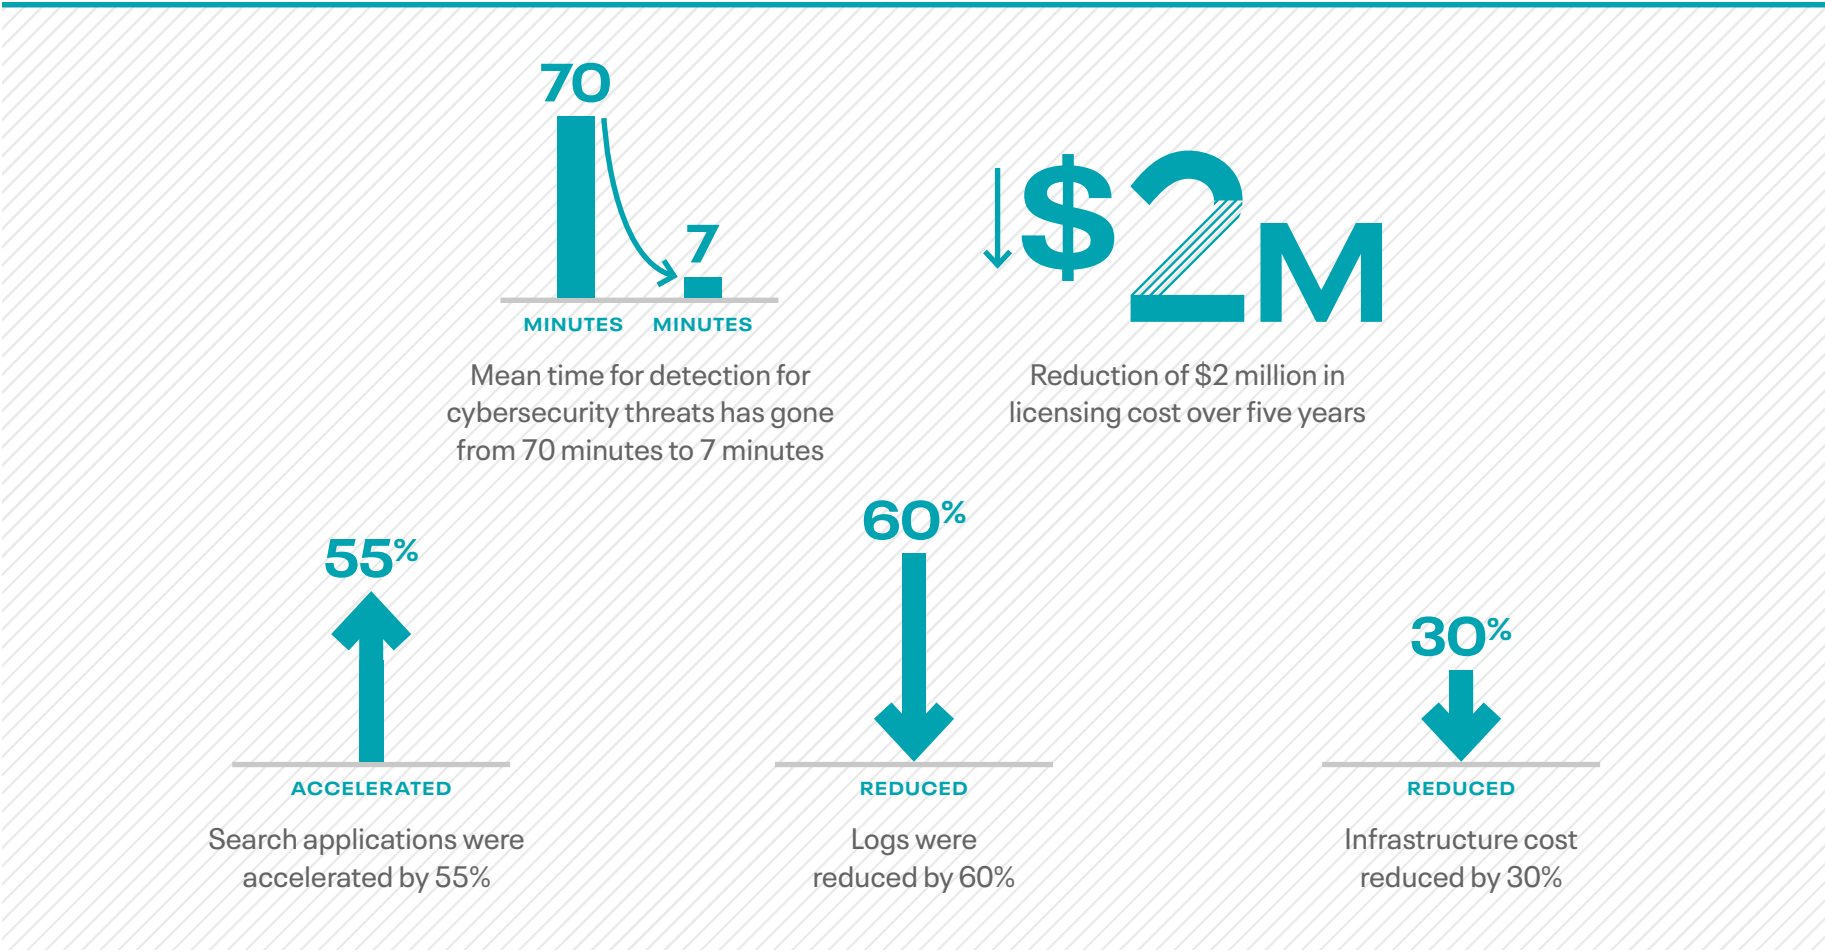 70
7
MINUTES MINUTES
Mean time for detection for
cybersecurity threats has gone
from 70 minutes to 7 minutes
$2M
Reduction of $2 million in
licensing cost over five years
55%
ACCELERATED
Search applications were
accelerated by 55%
60%
REDUCED
Logs were
reduced by 60%
30%
REDUCED
Infrastructure cost
reduced by 30%